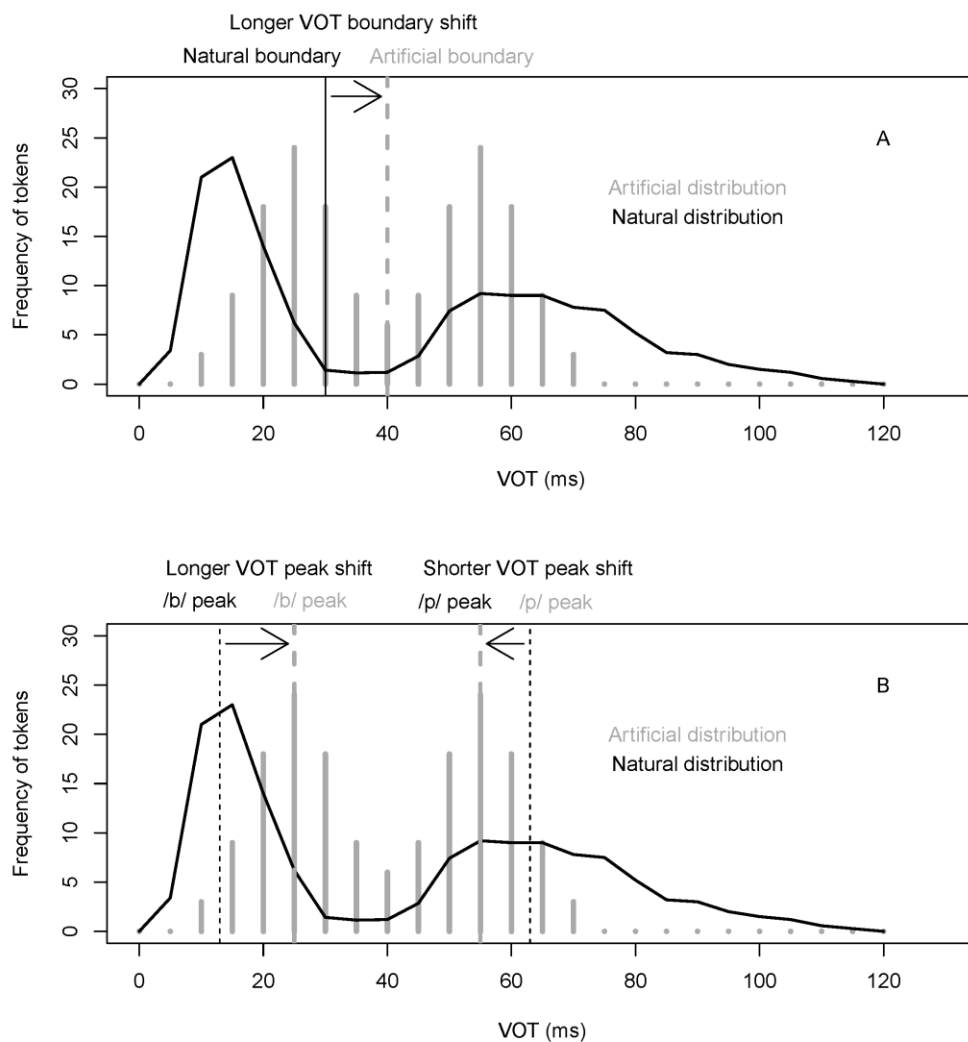 Longer VOT boundary shift
Natural boundary Artificial boundary
30
25
20
15
10
5
0
Frequency of tokens
A
Artificial distribution
Natural distribution
0 20 40 60 80 100 120
VOT (ms)
Longer VOT peak shift Shorter VOT peak shift
/b/ peak /b/ peak /p/ peak /p/ peak
30
25
20
15
10
5
0
Frequency of tokens
B
Artificial distribution
Natural distribution
0 20 40 60 80 100 120
VOT (ms)